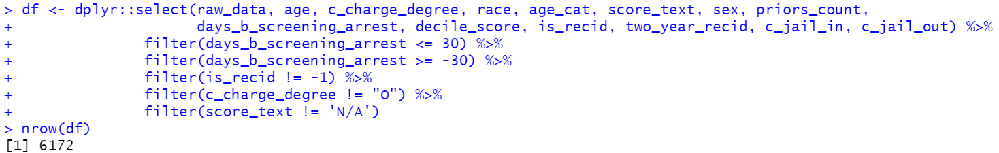 > df <- dplyr::select(raw_data, age, c_charge_degree, race, age_cat, score_text, sex, priors_count,
+                      days_b_screening_arrest, decile_score, is_recid, two_year_recid, c_jail_in, c_jail_out) %>%
+                filter(days_b_screening_arrest <= 30) %>%
+                filter(days_b_screening_arrest >= -30) %>%
+                filter(is_recid != -1) %>%
+                filter(c_charge_degree != "O") %>%
+                filter(score_text != 'N/A')
> nrow(df)
[1] 6172